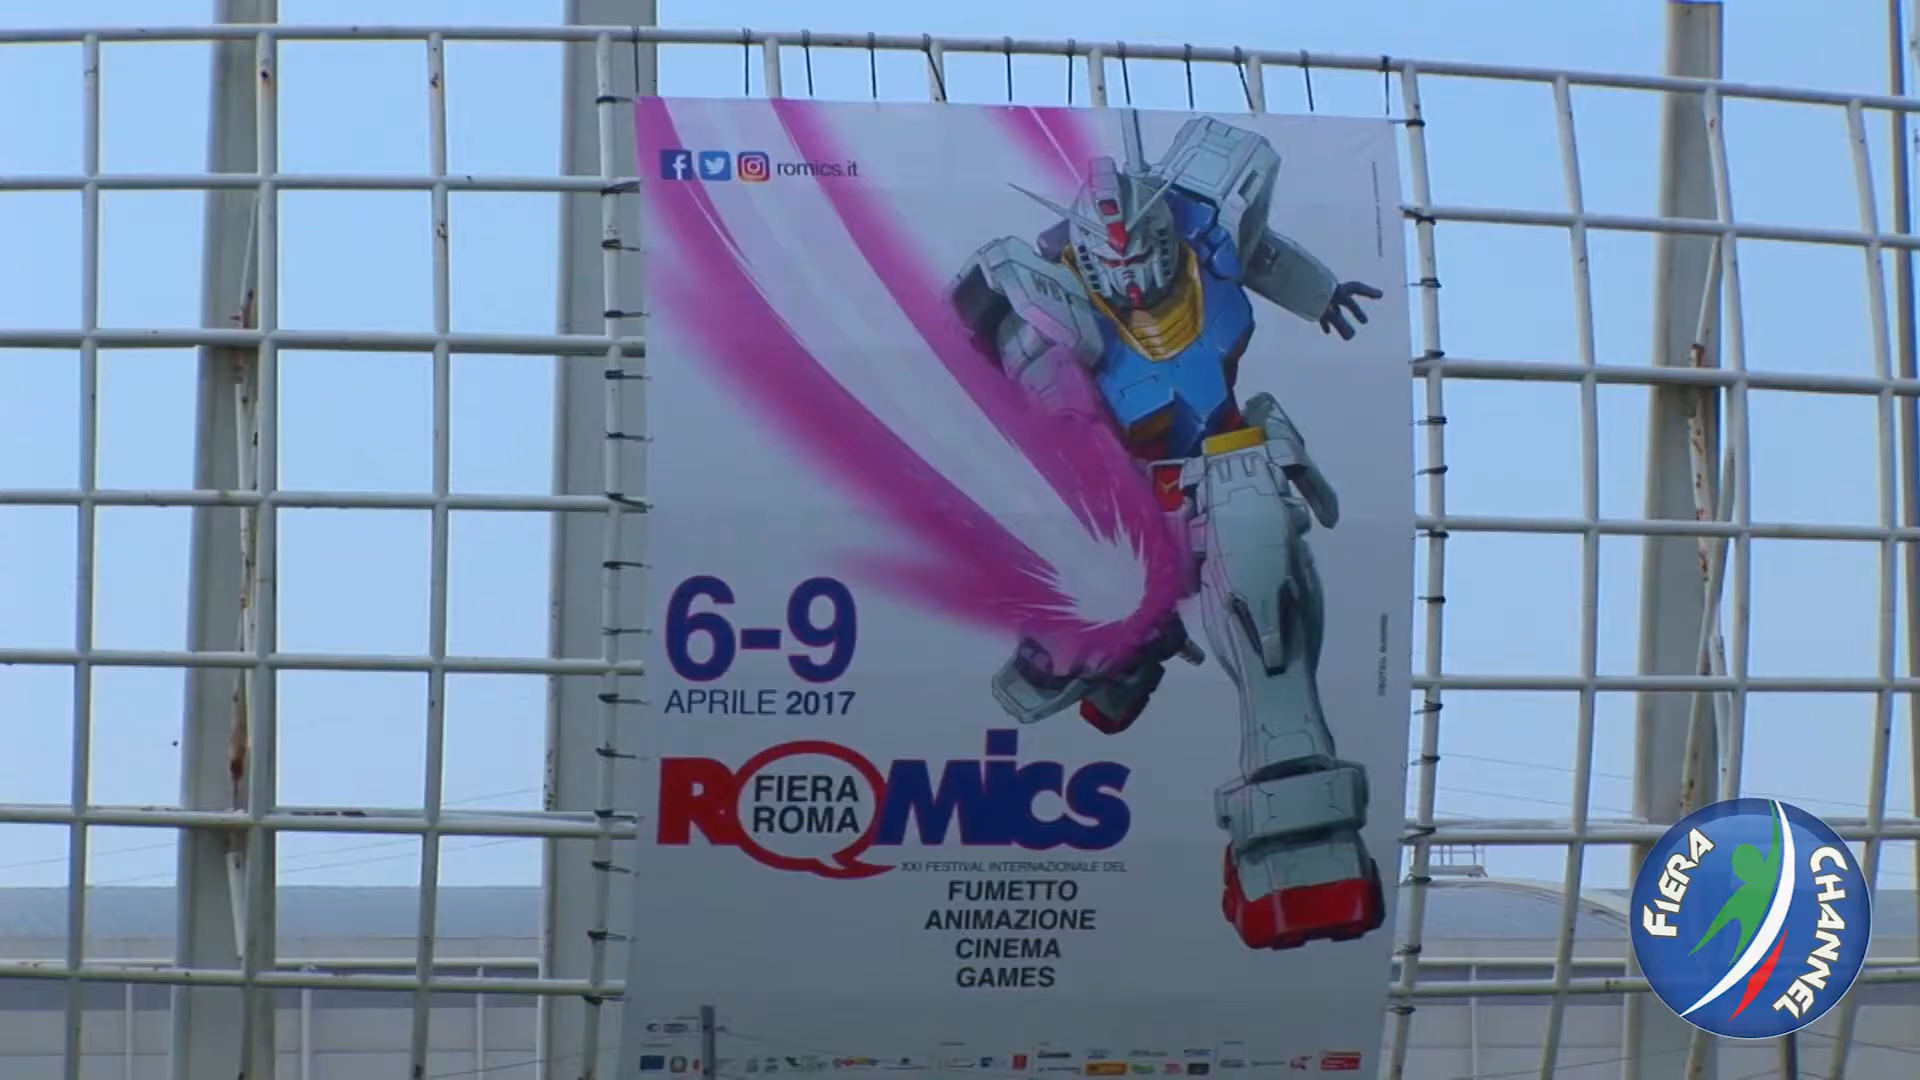 romics.it
WB
6-9
APRILE 2017
ROMICS
FIERA
ROMA
XXI FESTIVAL INTERNAZIONALE DEL
FUMETTO
ANIMAZIONE
CINEMA
GAMES
FIERA CHANNEL